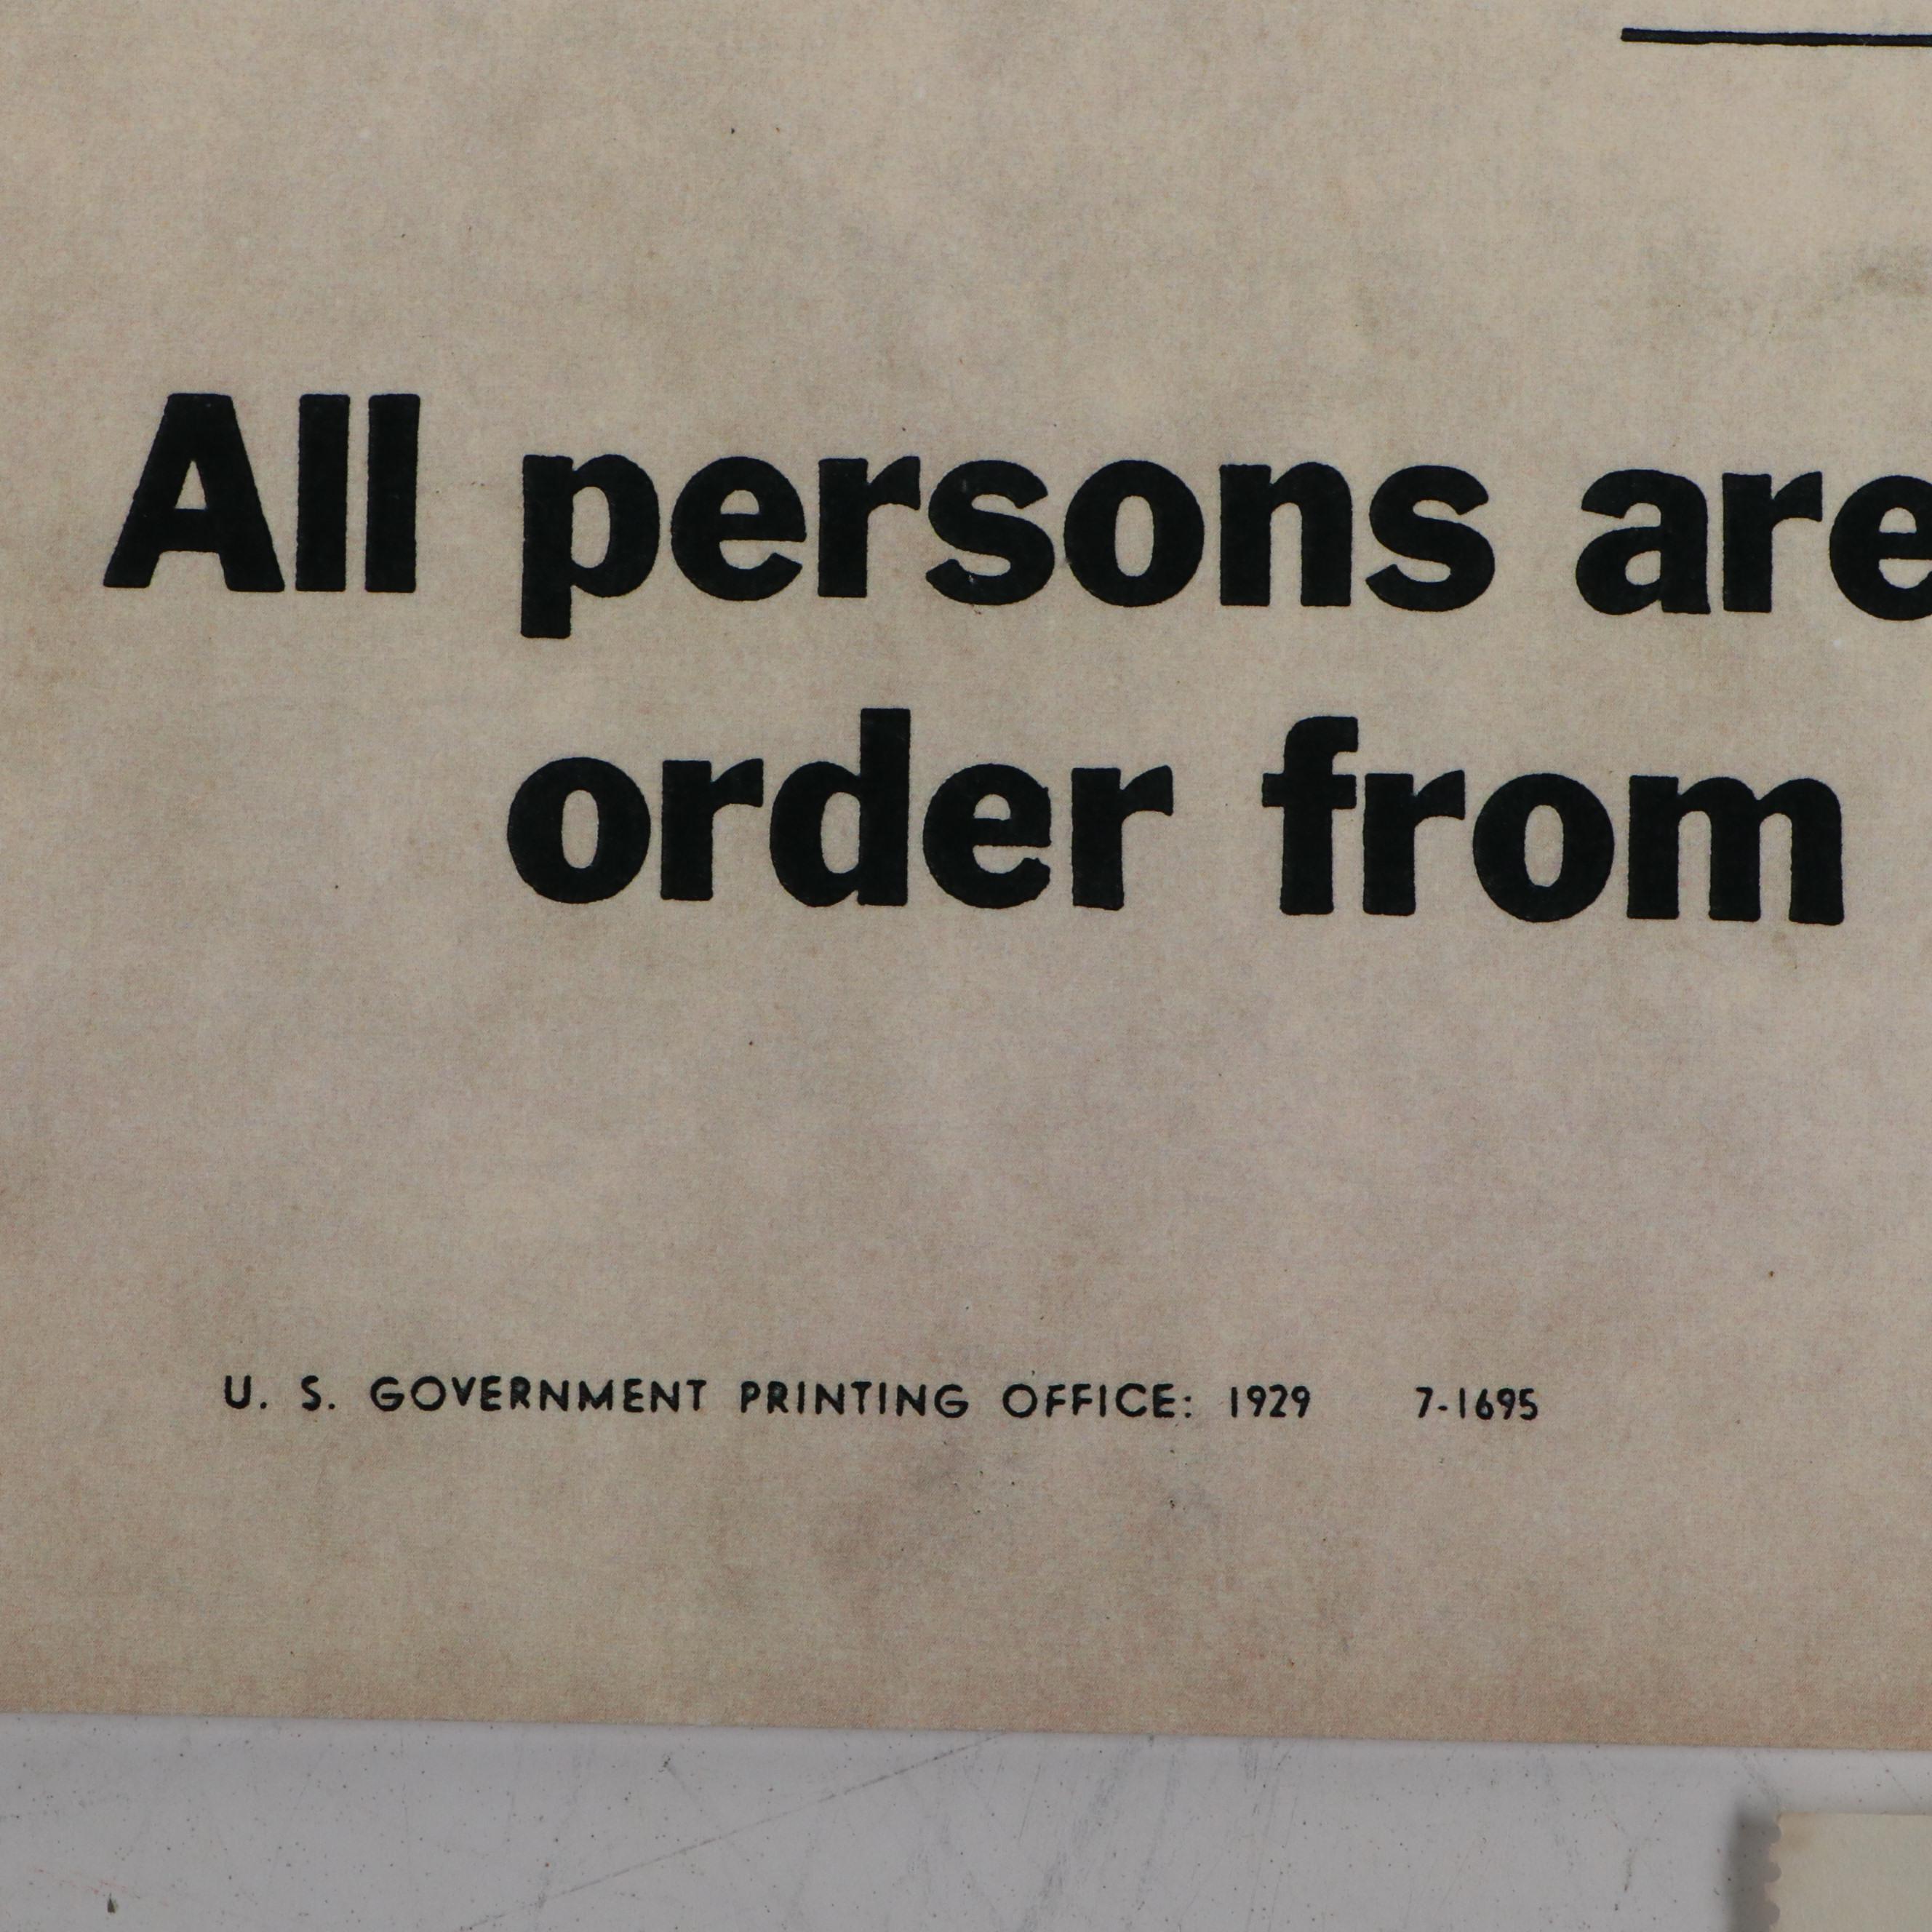 All persons are
order from
U. S. GOVERNMENT PRINTING OFFICE: 1929 7-1695